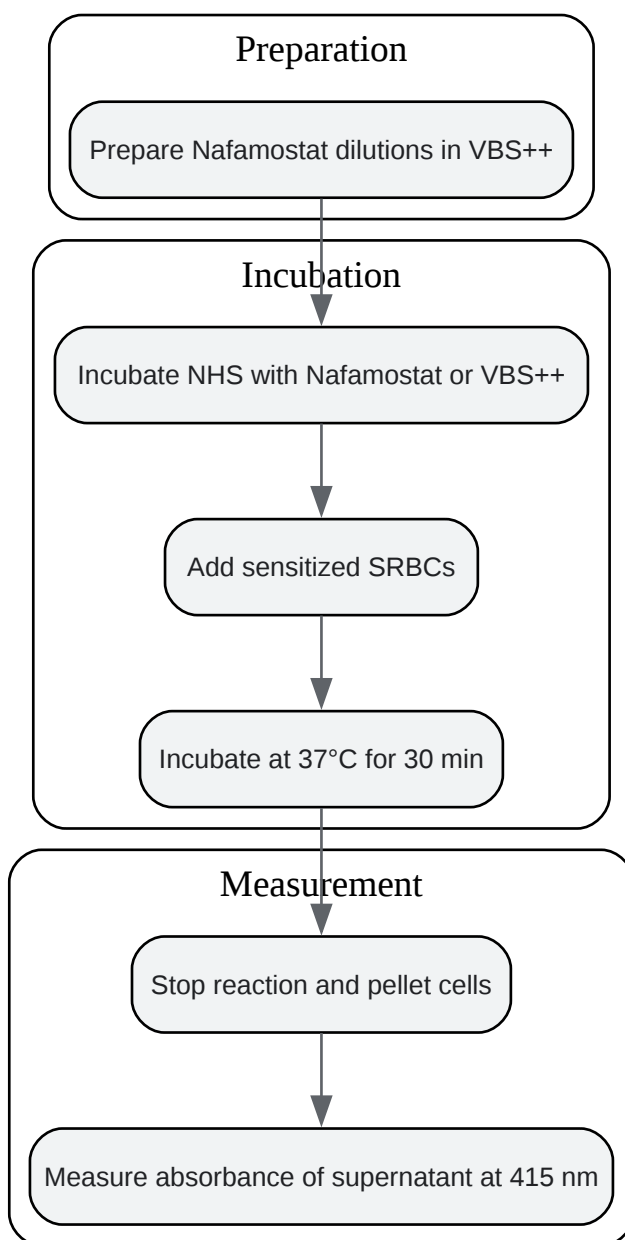 Preparation
Prepare Nafamostat dilutions in VBS++
Incubation
Incubate NHS with Nafamostat or VBS++
Add sensitized SRBCs
Incubate at 37°C for 30 min
Measurement
Stop reaction and pellet cells
Measure absorbance of supernatant at 415 nm